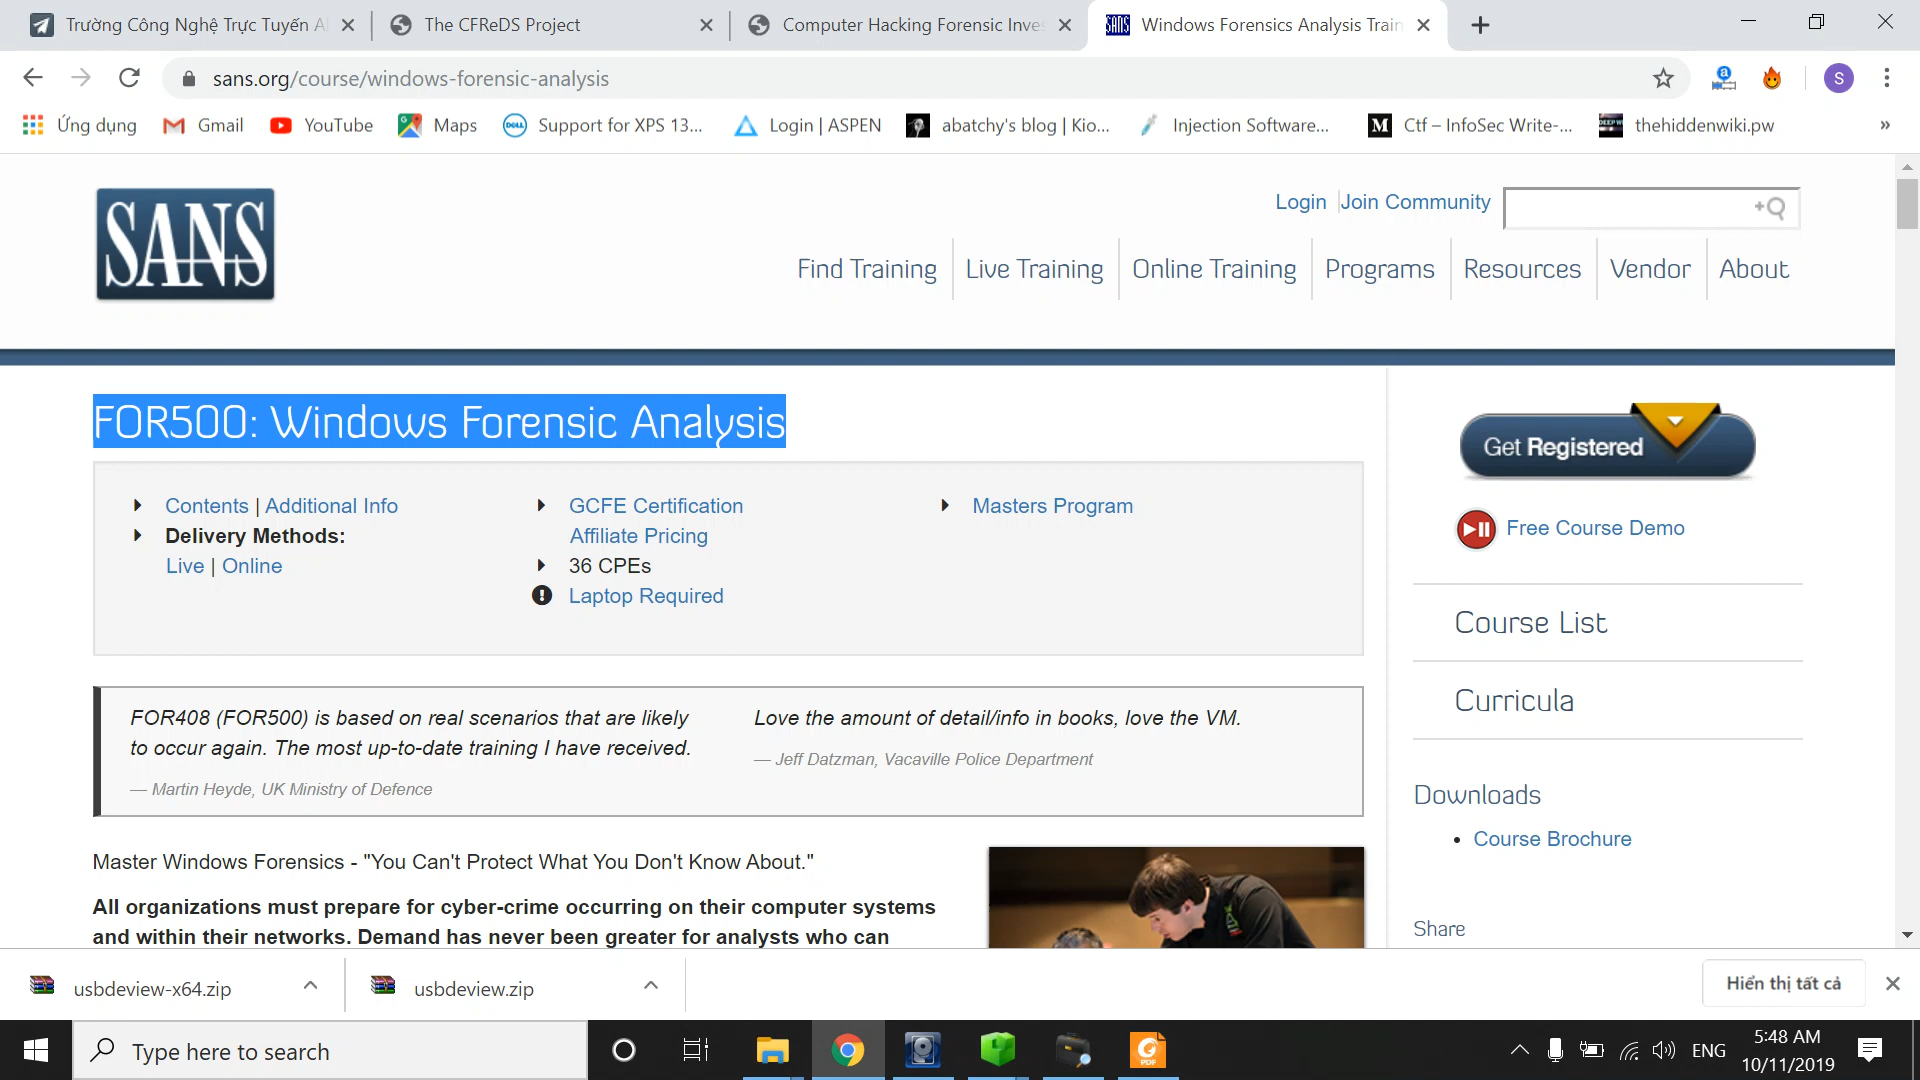 Trường Công Nghệ Trực Tuyến A
The CFReDS Project
Computer Hacking Forensic Inves
SANS
Windows Forensics Analysis Train
sans.org/course/windows-forensic-analysis
a
S
Ứng dụng
Gmail
YouTube
Maps
DELL
Support for XPS 13...
Login | ASPEN
abatchy's blog | Kio...
Injection Software...
M
Ctf – InfoSec Write-...
thehiddenwiki.pw
»
SANS
Login
Join Community
Find Training
Live Training
Online Training
Programs
Resources
Vendor
About
FOR500: Windows Forensic Analysis
Contents | Additional Info
Delivery Methods:
Live | Online
GCFE Certification
Affiliate Pricing
36 CPEs
Laptop Required
Masters Program
Get Registered
Free Course Demo
Course List
Curricula
Downloads
Course Brochure
Share
FOR408 (FOR500) is based on real scenarios that are likely
to occur again. The most up-to-date training I have received.
— Martin Heyde, UK Ministry of Defence
Love the amount of detail/info in books, love the VM.
— Jeff Datzman, Vacaville Police Department
Master Windows Forensics - "You Can't Protect What You Don't Know About."
All organizations must prepare for cyber-crime occurring on their computer systems
and within their networks. Demand has never been greater for analysts who can
usbdeview-x64.zip
usbdeview.zip
Hiển thị tất cả
Type here to search
PDF
ENG
5:48 AM
10/11/2019